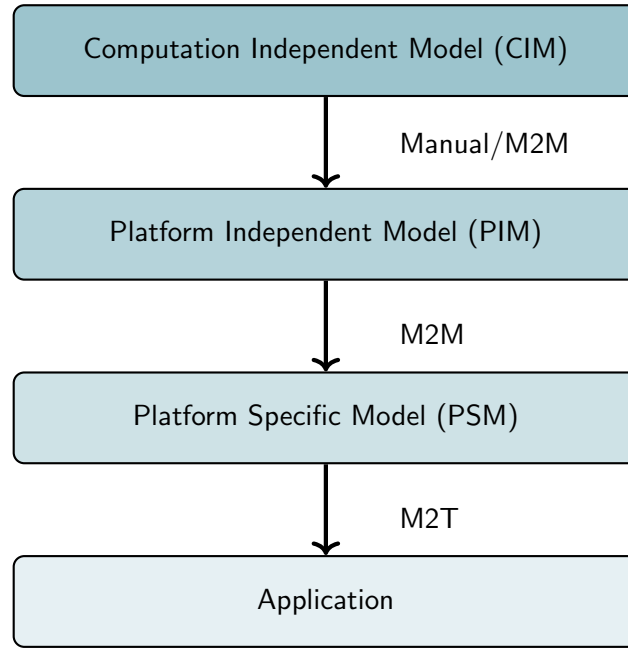 Computation Independent Model (CIM)
Manual/M2M
Platform Independent Model (PIM)
M2M
Platform Specific Model (PSM)
M2T
Application